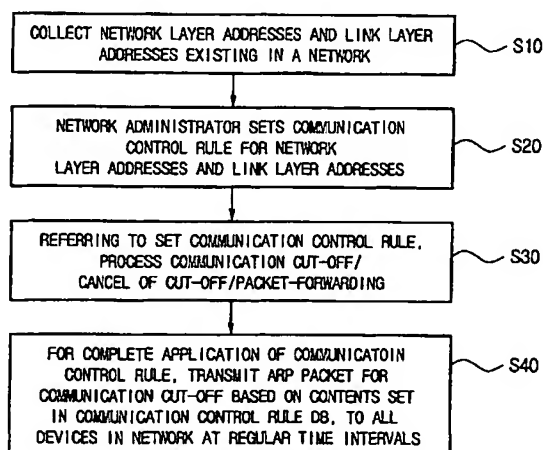 COLLECT NETWORK LAYER ADDRESSES AND LINK LAYER
ADDRESSES EXISTING IN A NETWORK
S10
NETWORK ADMINISTRATOR SETS COMMUNICATION
CONTROL RULE FOR NETWORK
LAYER ADDRESSES AND LINK LAYER ADDRESSES
S20
REFERRING TO SET COMMUNICATION CONTROL RULE,
PROCESS COMMUNICATION CUT-OFF/
CANCEL OF CUT-OFF/PACKET-FORWARDING
S30
FOR COMPLETE APPLICATION OF COMMUNICATOIN
CONTROL RULE, TRANSMIT ARP PACKET FOR
COMMUNICATION CUT-OFF BASED ON CONTENTS SET
IN COMMUNICATION CONTROL RULE DB, TO ALL
DEVICES IN NETWORK AT REGULAR TIME INTERVALS
S40